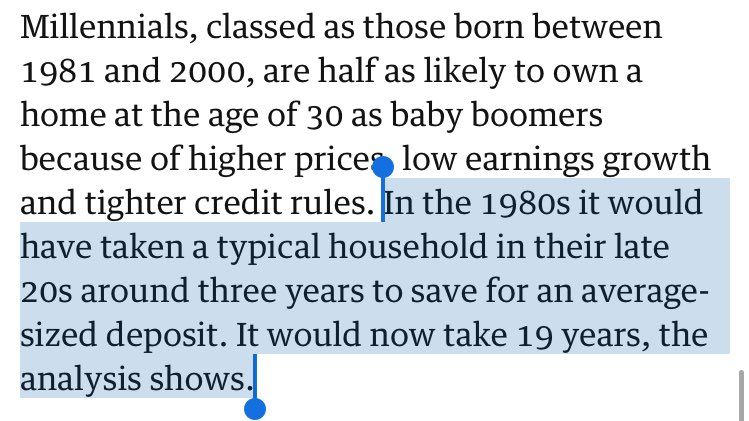 Millennials, classed as those born between
1981 and 2000, are half as likely to own a
home at the age of 30 as baby boomers
because of higher prices, low earnings growth
and tighter credit rules. In the 1980s it would
have taken a typical household in their late
20s around three years to save for an average-
sized deposit. It would now take 19 years, the
analysis shows.